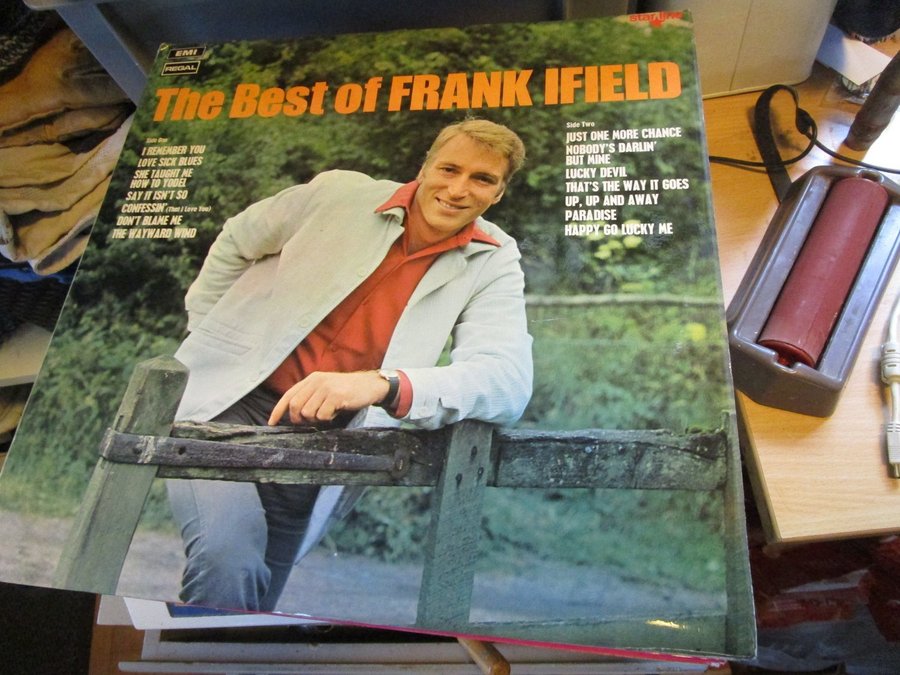 starline
EMI
REGAL
The Best of FRANK IFIELD
Side One
I REMEMBER YOU
LOVE SICK BLUES
SHE TAUGHT ME
HOW TO YODEL
SAY IT ISN'T SO
CONFESSIN' (That I Love You)
DON'T BLAME ME
THE WAYWARD WIND
Side Two
JUST ONE MORE CHANCE
NOBODY'S DARLIN'
BUT MINE
LUCKY DEVIL
THAT'S THE WAY IT GOES
UP, UP AND AWAY
PARADISE
HAPPY GO LUCKY ME